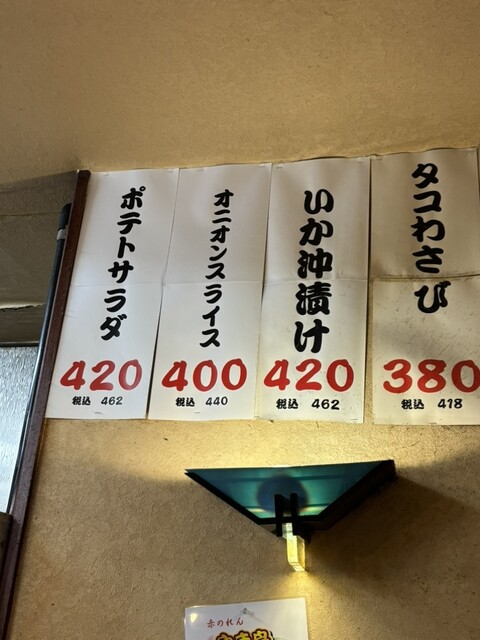 タコわさび
380
税込 418
いか沖漬け
420
税込 462
オニオンスライス
400
税込 440
ポテトサラダ
420
税込 462
赤のれん